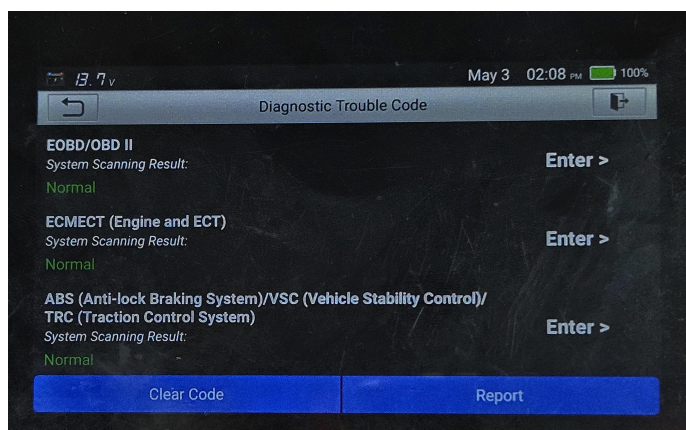 13.7v May 3 02:08 PM 100%
Diagnostic Trouble Code
EOBD/OBD II
System Scanning Result:
Enter >
Normal
ECMECT (Engine and ECT)
System Scanning Result:
Enter >
Normal
ABS (Anti-lock Braking System)/VSC (Vehicle Stability Control)/
TRC (Traction Control System)
Enter >
System Scanning Result:
Normal
Clear Code Report